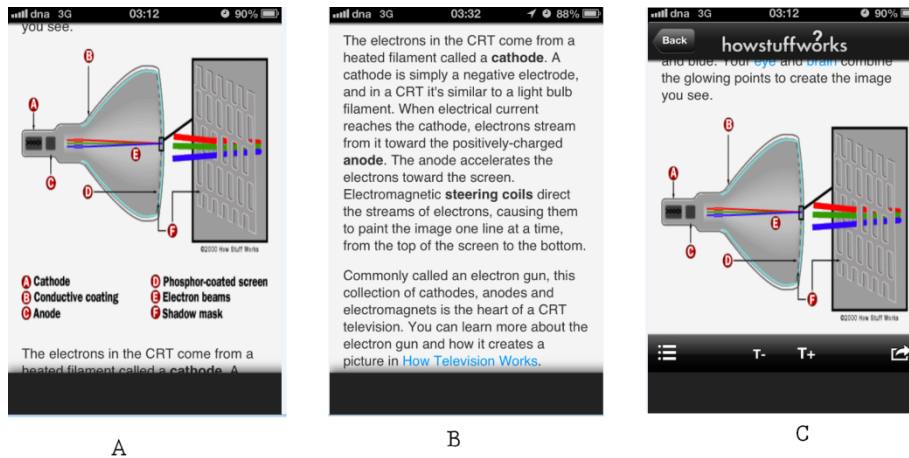 dna 3G 03:12 90%
you see.
B
A
E
C
D
F
©2000 How Stuff Works
A Cathode D Phosphor-coated screen
B Conductive coating E Electron beams
C Anode F Shadow mask
The electrons in the CRT come from a
heated filament called a cathode. A
A
dna 3G 03:32 88%
The electrons in the CRT come from a
heated filament called a cathode. A
cathode is simply a negative electrode,
and in a CRT it's similar to a light bulb
filament. When electrical current
reaches the cathode, electrons stream
from it toward the positively-charged
anode. The anode accelerates the
electrons toward the screen.
Electromagnetic steering coils direct
the streams of electrons, causing them
to paint the image one line at a time,
from the top of the screen to the bottom.
Commonly called an electron gun, this
collection of cathodes, anodes and
electromagnets is the heart of a CRT
television. You can learn more about the
electron gun and how it creates a
picture in How Television Works.
B
dna 3G 03:12 90%
Back howstuffworks
and blue. Your eye and brain combine
the glowing points to create the image
you see.
B
A
E
C
D
F
©2000 How Stuff Works
T- T+
C